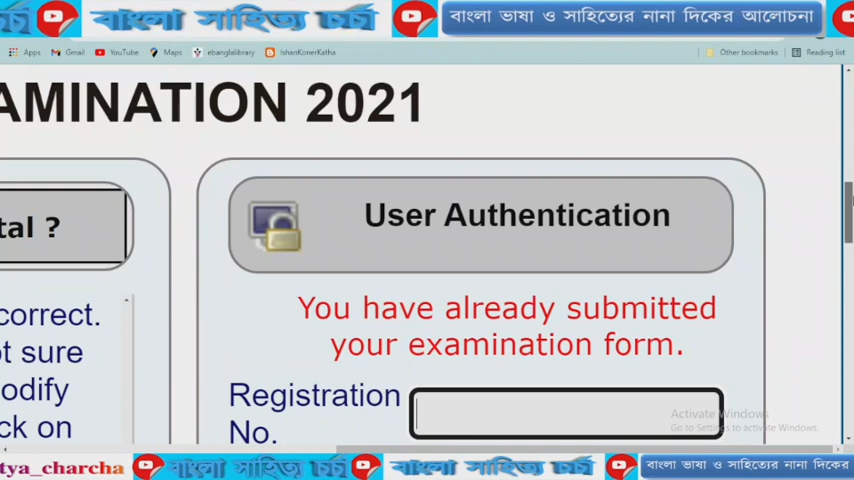 বাংলা সাহিত্য চর্চা
বাংলা ভাষা ও সাহিত্যের নানা দিকের আলোচনা
Apps
Gmail
YouTube
Maps
ebanglalibrary
IshanKonerKatha
Other bookmarks
Reading list
AMINATION 2021
tal ?
User Authentication
correct.
ot sure
odify
ck on
You have already submitted
your examination form.
Registration
No.
Activate Windows
Go to Settings to activate Windows.
tya_charcha
বাংলা সাহিত্য চর্চা
বাংলা সাহিত্য চর্চা
বাংলা ভাষা ও সাহিত্যের নানা দিকের